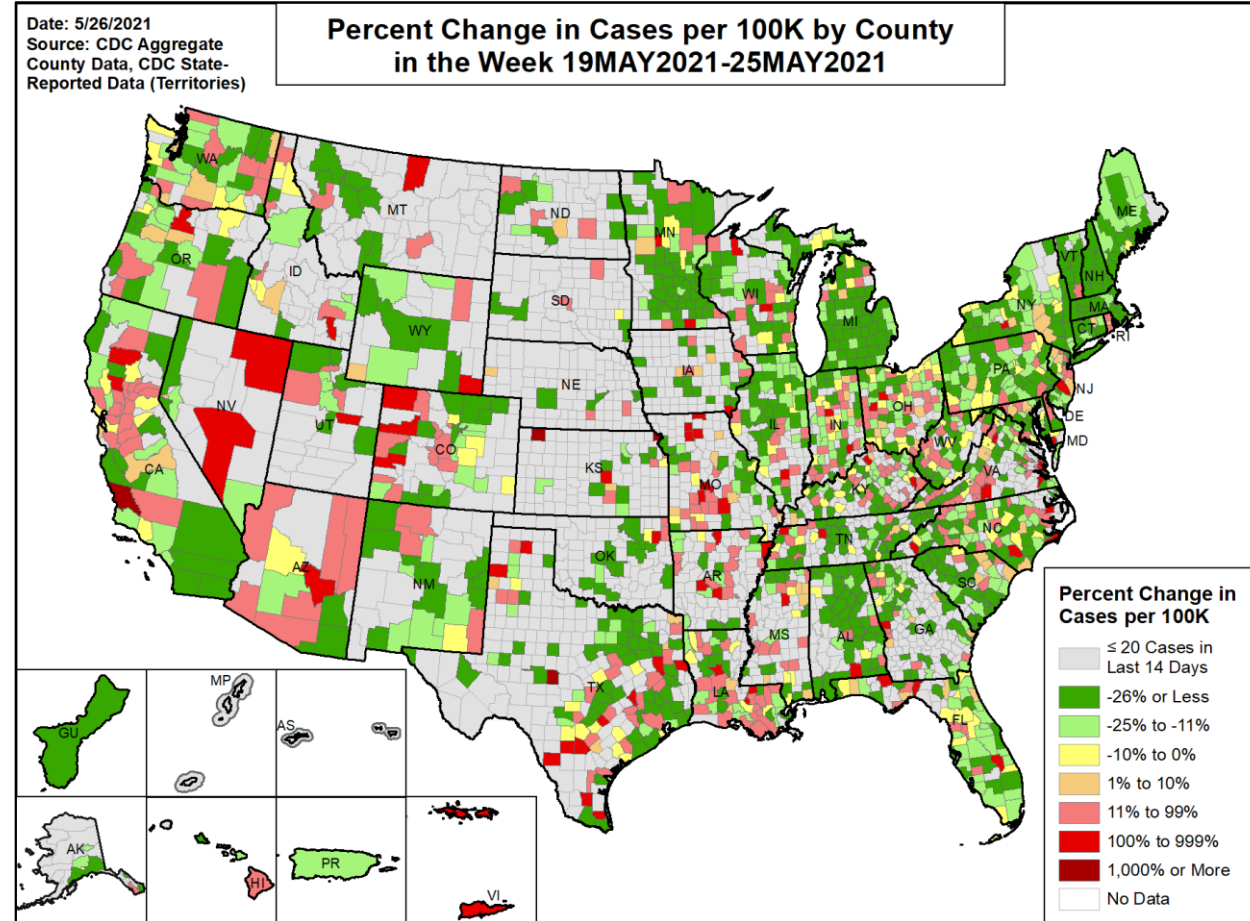 Date: 5/26/2021
Source: CDC Aggregate
County Data, CDC State-
Reported Data (Territories)
Percent Change in Cases per 100K by County
in the Week 19MAY2021-25MAY2021
WA
MT
ND
MN
ME
OR
ID
SD
WI
MI
NY
VT
NH
MA
CT
RI
WY
IA
PA
NJ
NE
NV
UT
CO
CA
KS
MO
IL
IN
OH
WV
VA
DE
MD
KY
AZ
NM
OK
AR
TN
NC
SC
MS
AL
GA
TX
LA
FL
GU
MP
AS
AK
HI
PR
VI
Percent Change in
Cases per 100K
≤ 20 Cases in
Last 14 Days
-26% or Less
-25% to -11%
-10% to 0%
1% to 10%
11% to 99%
100% to 999%
1,000% or More
No Data